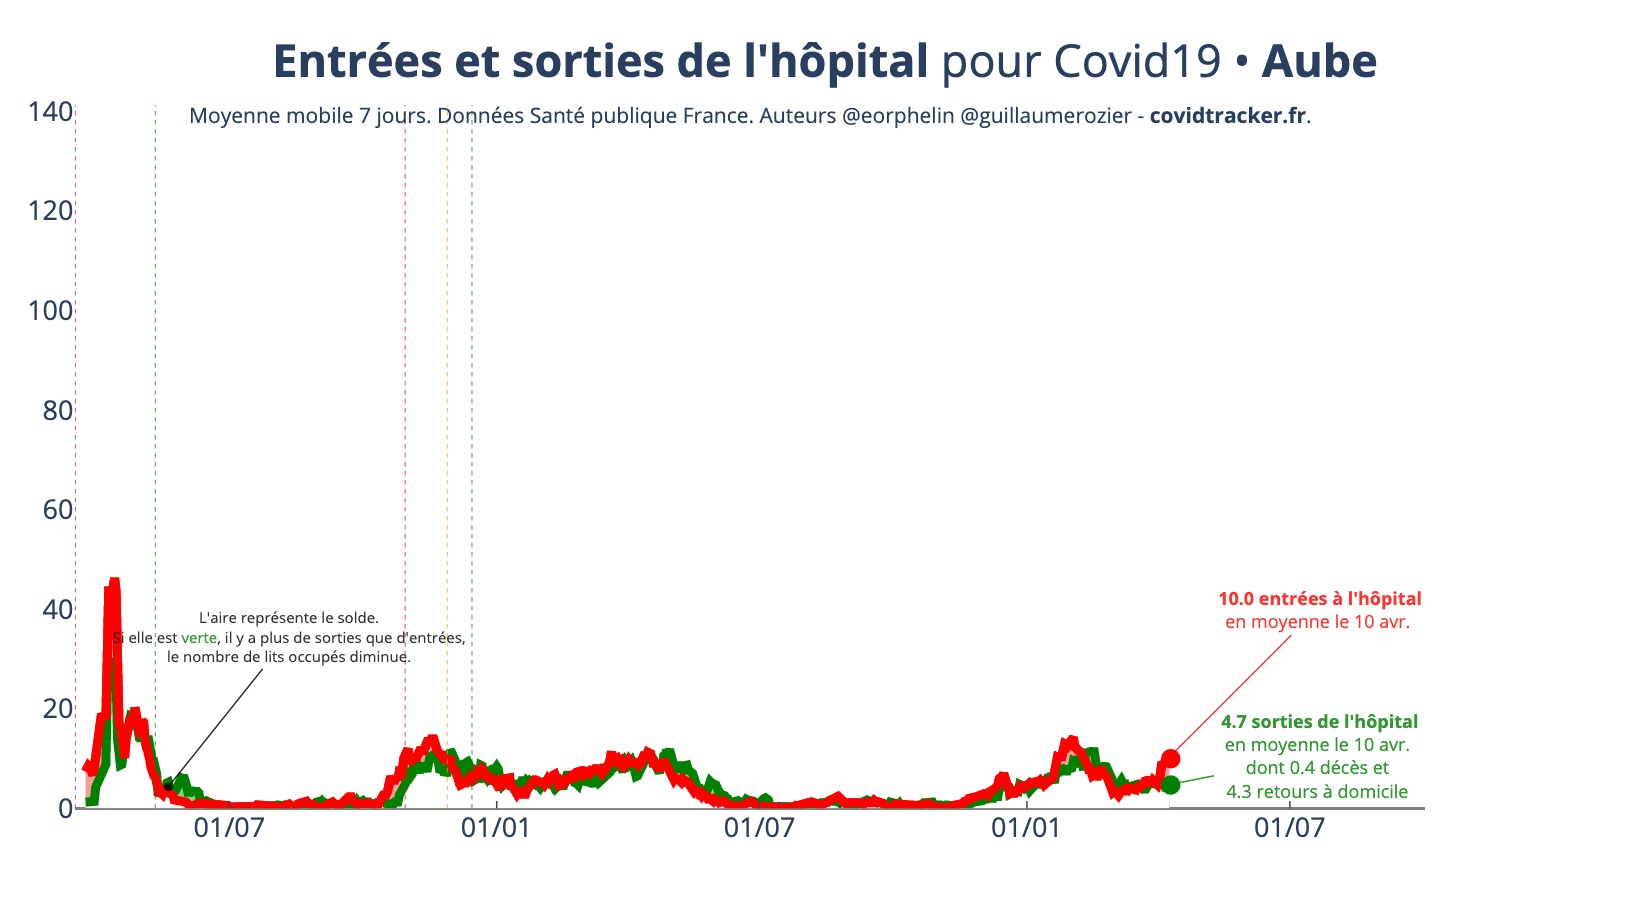 Entrées et sorties de l'hôpital pour Covid19 • Aube
Moyenne mobile 7 jours. Données Santé publique France. Auteurs @eorphelin @guillaumerozier - covidtracker.fr.
140
120
100
80
60
40
20
0
L'aire représente le solde.
Si elle est verte, il y a plus de sorties que d'entrées,
le nombre de lits occupés diminue.
10.0 entrées à l'hôpital
en moyenne le 10 avr.
4.7 sorties de l'hôpital
en moyenne le 10 avr.
dont 0.4 décès et
4.3 retours à domicile
01/07 01/01 01/07 01/01 01/07